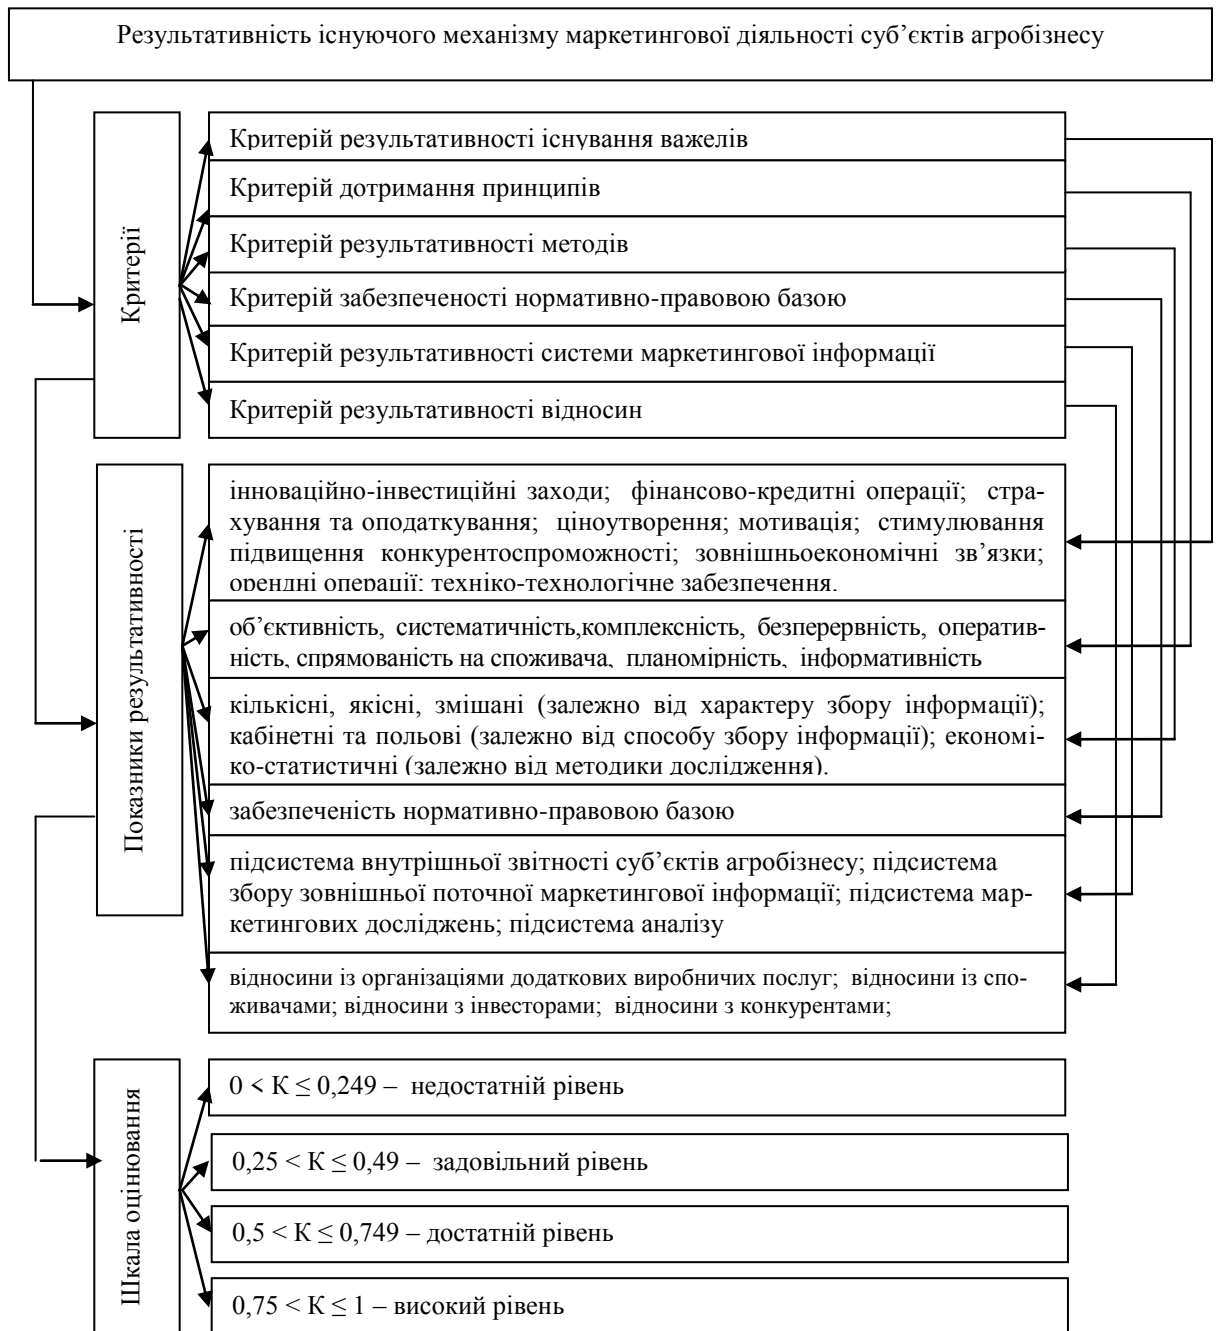 Результативність існуючого механізму маркетингової діяльності суб’єктів агробізнесу
Критерії
Критерій результативності існування важелів
Критерій дотримання принципів
Критерій результативності методів
Критерій забезпеченості нормативно-правовою базою
Критерій результативності системи маркетингової інформації
Критерій результативності відносин
Показники результативності
інноваційно-інвестиційні заходи; фінансово-кредитні операції; стра-
хування та оподаткування; ціноутворення; мотивація; стимулювання
підвищення конкурентоспроможності; зовнішньоекономічні зв’язки;
орендні операції; техніко-технологічне забезпечення.
об’єктивність, систематичність,комплексність, безперервність, оператив-
ність, спрямованість на споживача, планомірність, інформативність
кількісні, якісні, змішані (залежно від характеру збору інформації);
кабінетні та польові (залежно від способу збору інформації); економі-
ко-статистичні (залежно від методики дослідження).
забезпеченість нормативно-правовою базою
підсистема внутрішньої звітності суб’єктів агробізнесу; підсистема
збору зовнішньої поточної маркетингової інформації; підсистема мар-
кетингових досліджень; підсистема аналізу
відносини із організаціями додаткових виробничих послуг; відносини із спо-
живачами; відносини з інвесторами; відносини з конкурентами;
Шкала оцінювання
0 < К ≤ 0,249 – недостатній рівень
0,25 < К ≤ 0,49 – задовільний рівень
0,5 < К ≤ 0,749 – достатній рівень
0,75 < К ≤ 1 – високий рівень